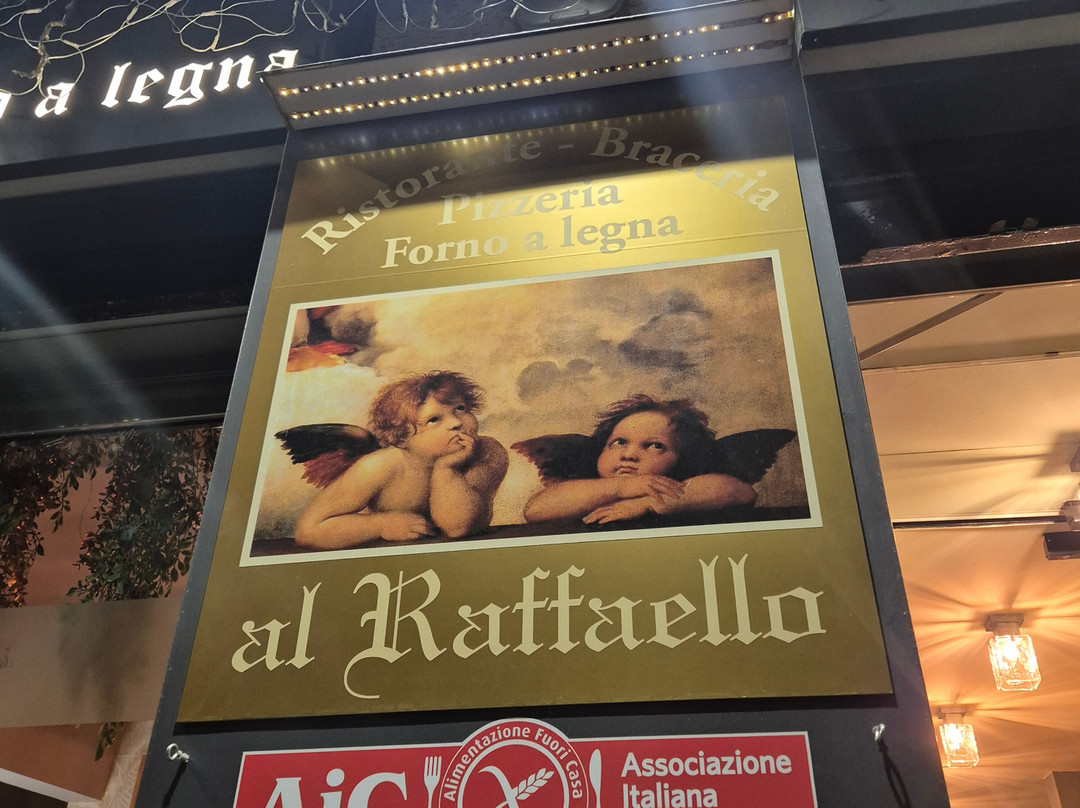 a legna
Ristorante - Braceria
Pizzeria
Forno a legna
al Raffaello
AiC
Alimentazione Fuori Casa
Associazione
Italiana